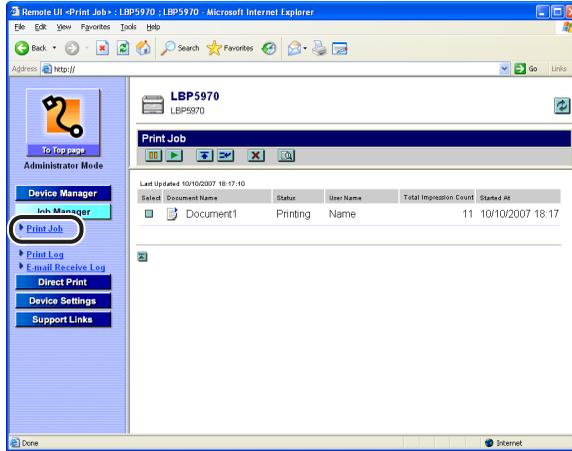 Remote UI <Print Job> : LBP5970 ; LBP5970 - Microsoft Internet Explorer
File Edit View Favorites Tools Help
Back Search Favorites
Address http:// Go Links
To Top page
Administrator Mode
Device Manager
Job Manager
Print Job
Print Log
E-mail Receive Log
Direct Print
Device Settings
Support Links
LBP5970
LBP5970
Print Job
Last Updated 10/10/2007 18:17:10
Select Document Name Status User Name Total Impression Count Started At
Document1 Printing Name 11 10/10/2007 18:17
Done Internet